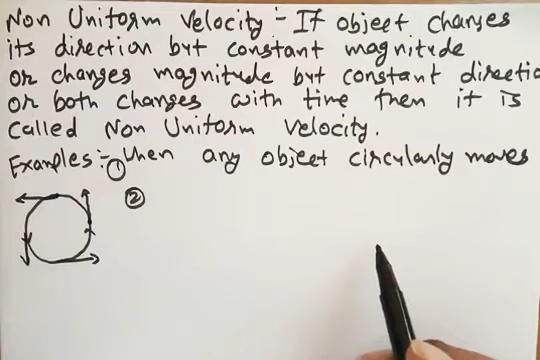 Non Uniform Velocity:- If object changes
its direction but constant magnitude
or changes magnitude but constant directio
or both changes with time then it is
called Non Uniform Velocity.
Examples:- ① When any object circularly moves
②